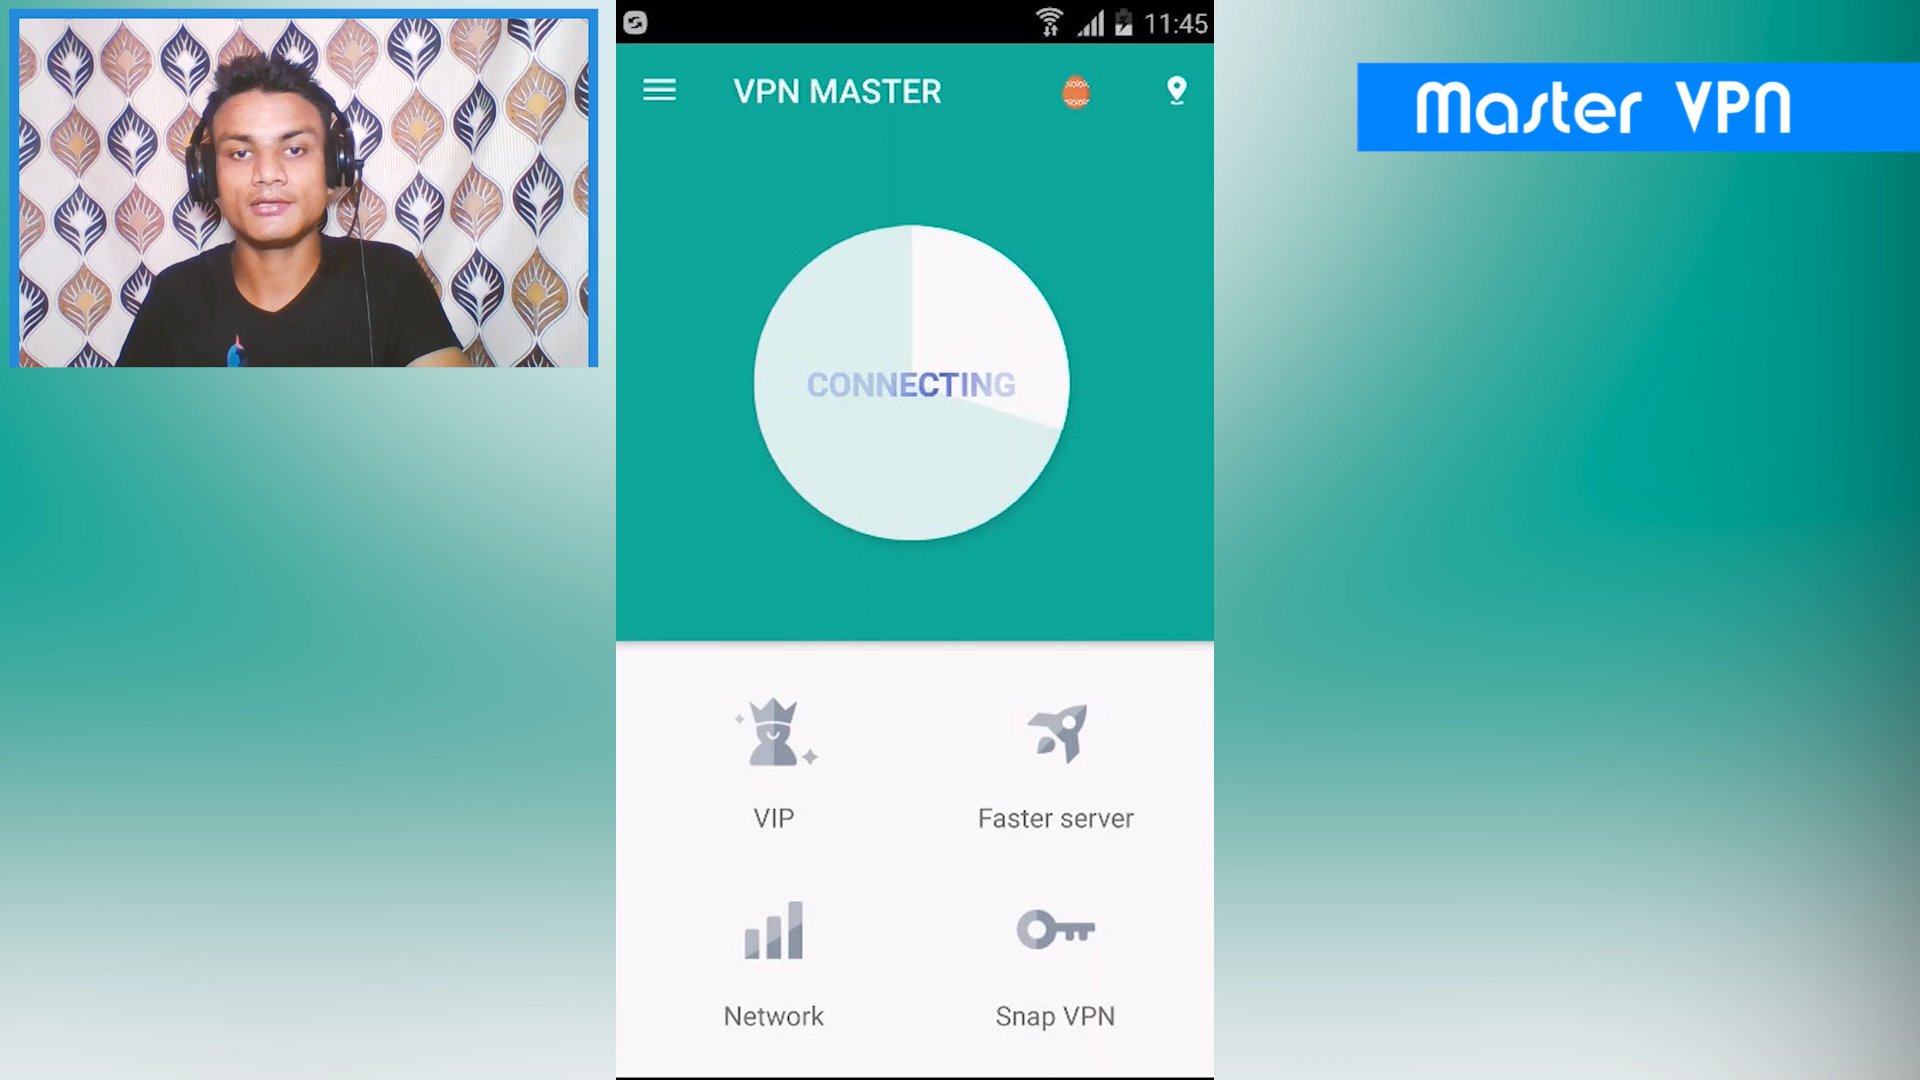 11:45
VPN MASTER
Master VPN
CONNECTING
VIP
Faster server
Network
Snap VPN